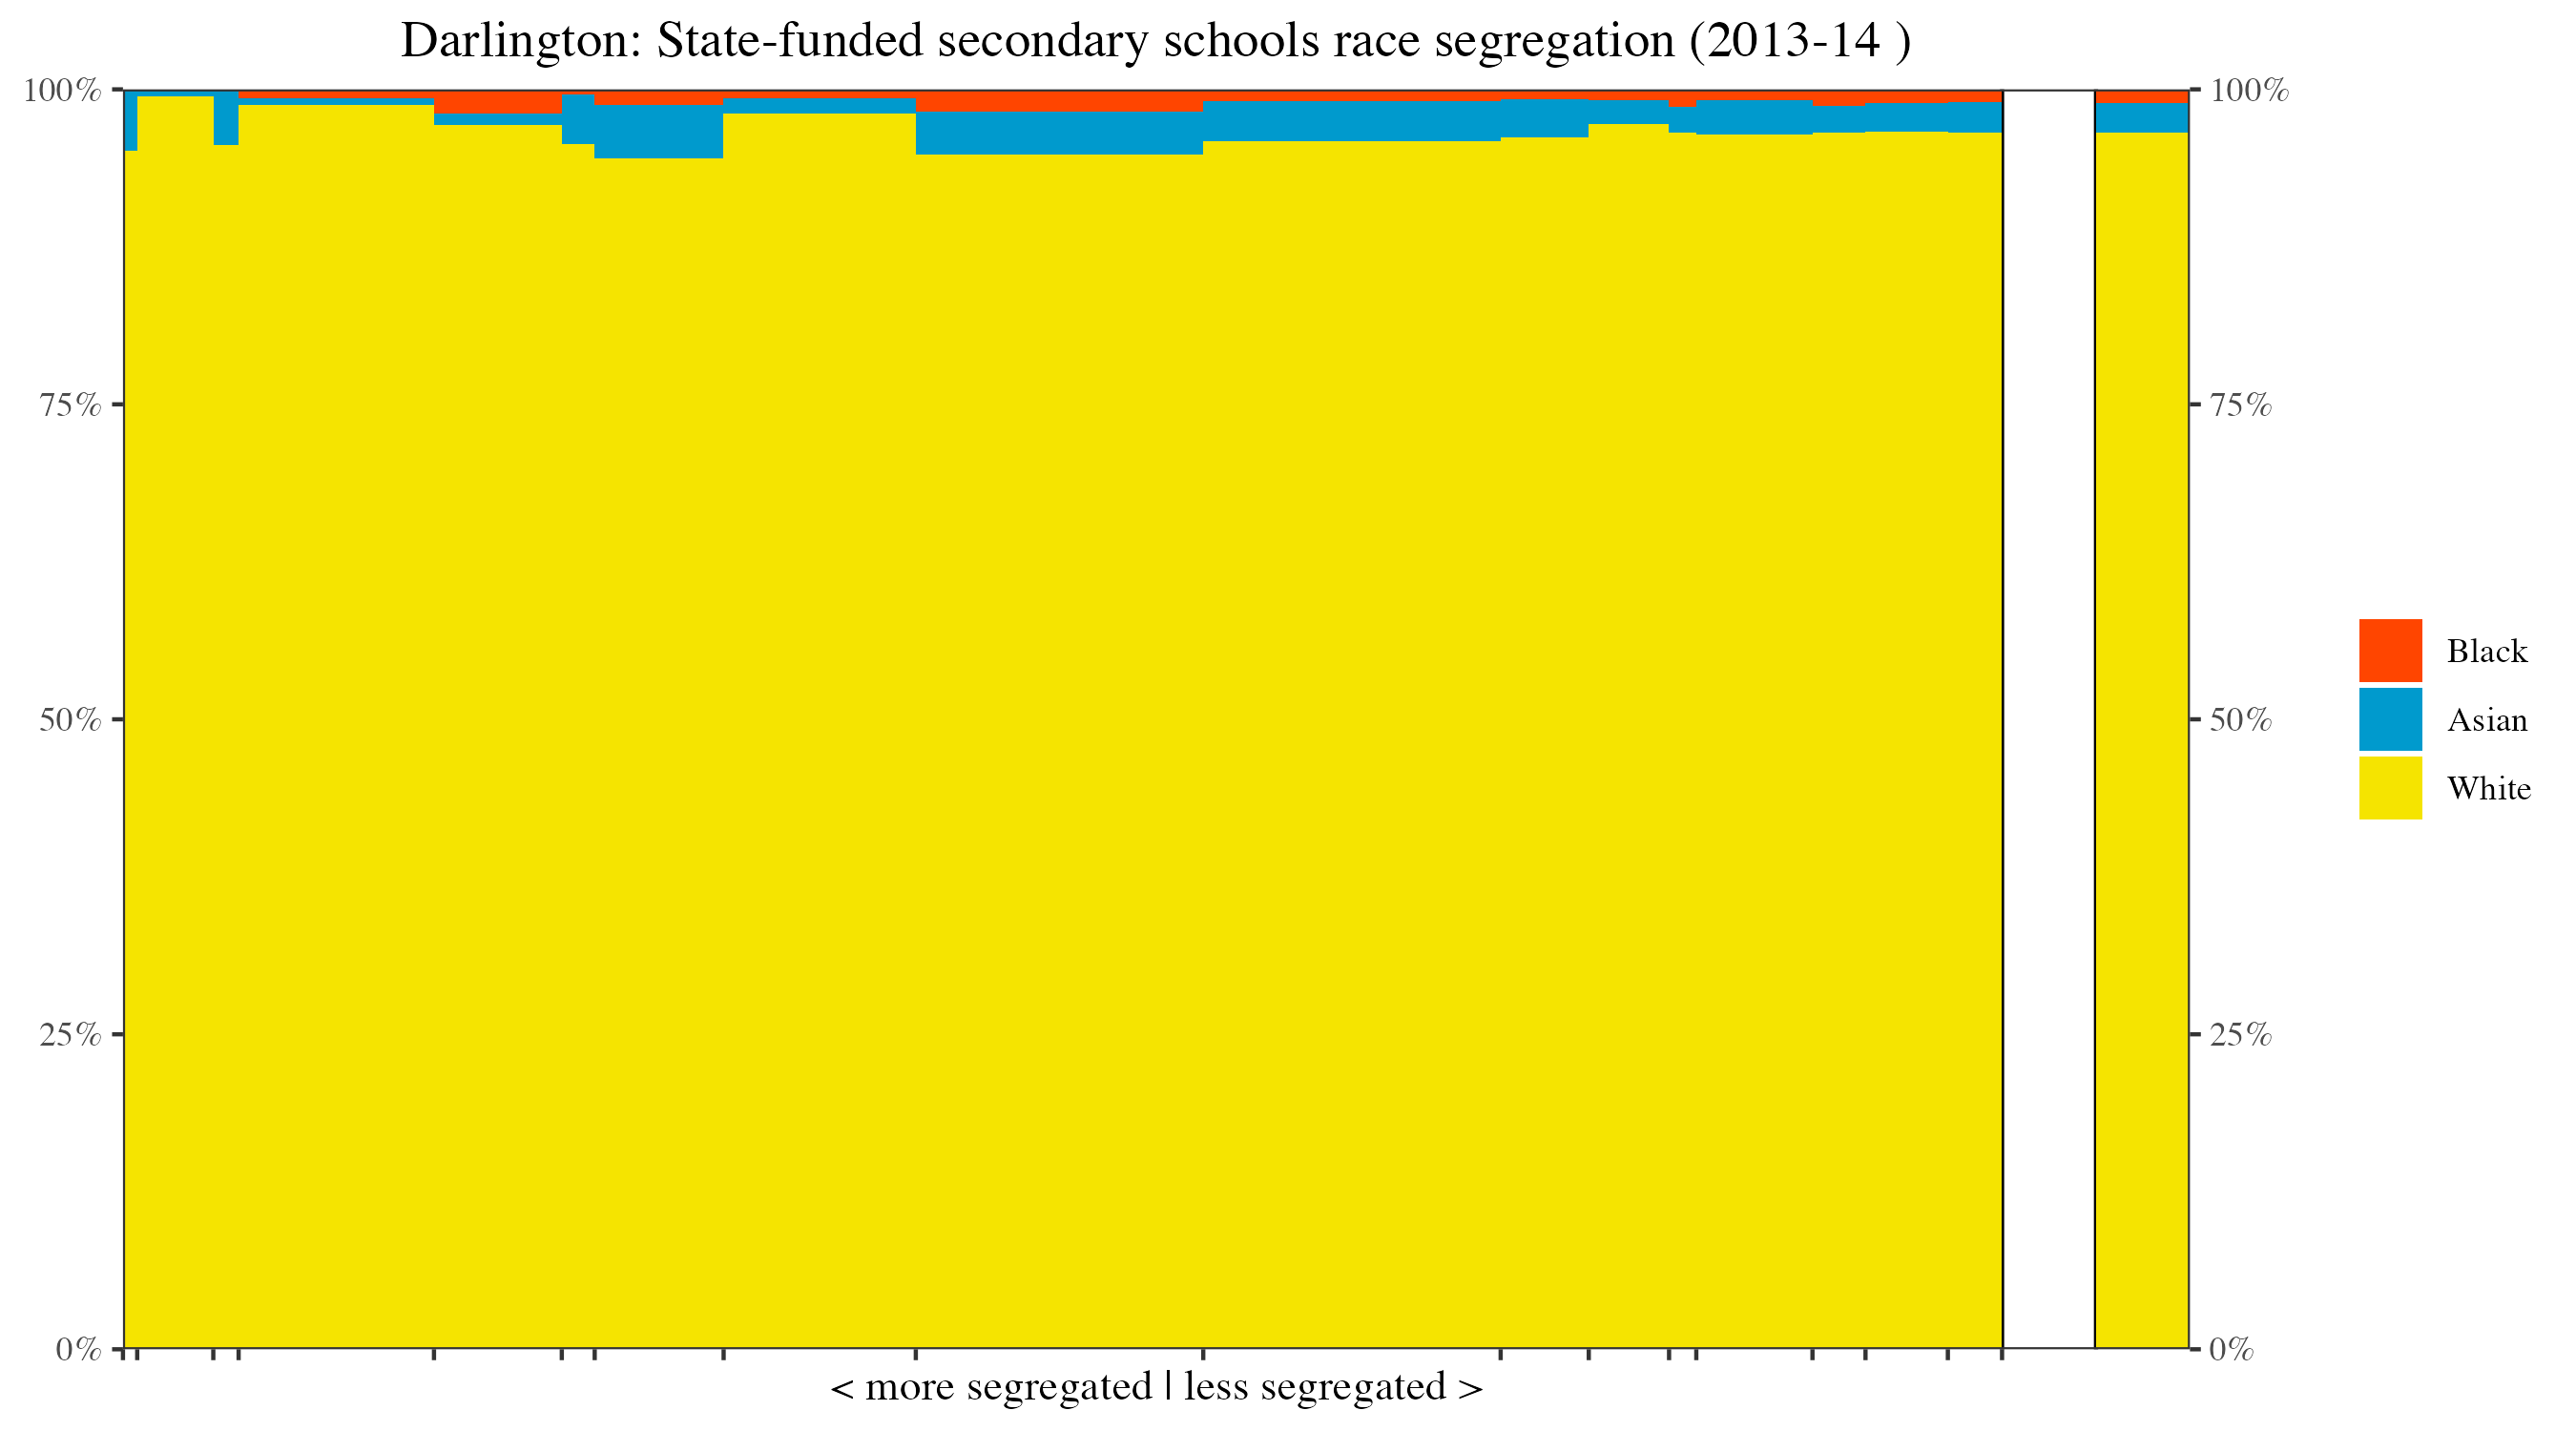 Darlington: State-funded secondary schools race segregation (2013-14 )
100%
75%
50%
25%
0%
100%
75%
50%
25%
0%
Black
Asian
White
< more segregated | less segregated >